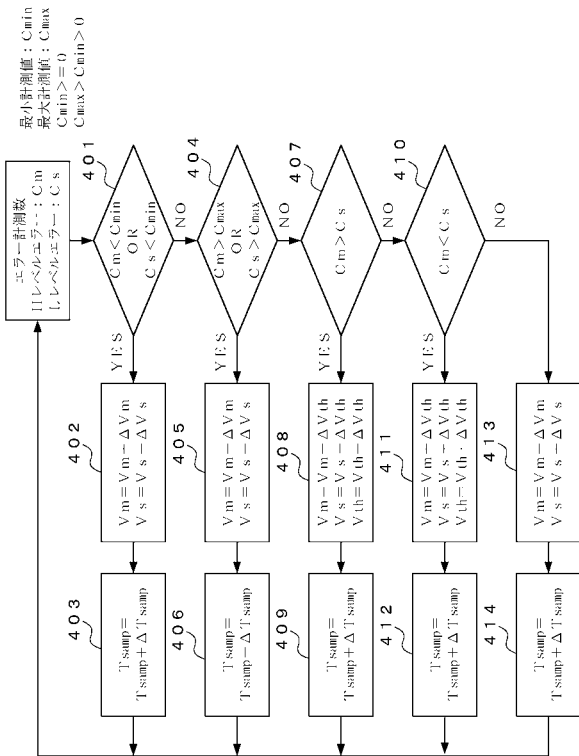 エラー計測数
Hレベルエラー:Cm
Lレベルエラー:Cs
最小計測値:Cmin
最大計測値:Cmax
Cmin>=0
Cmax>Cmin>0
401
Cm<Cmin
OR
Cs<Cmin
YES
NO
402
Vm=Vm−ΔVm
Vs=Vs−ΔVs
403
Tsamp=
Tsamp+ΔTsamp
404
Cm>Cmax
OR
Cs>Cmax
YES
NO
405
Vm=Vm−ΔVm
Vs=Vs−ΔVs
406
Tsamp=
Tsamp−ΔTsamp
407
Cm>Cs
YES
NO
408
Vm−Vm−ΔVth
Vs=Vs−ΔVth
Vth=Vth−ΔVth
409
Tsamp=
Tsamp+ΔTsamp
410
Cm<Cs
YES
NO
411
Vm=Vm−ΔVth
Vs=Vs−ΔVth
Vth−Vth·ΔVth
412
Tsamp=
Tsamp+ΔTsamp
413
Vm=Vm−ΔVm
Vs=Vs−ΔVs
414
Tsamp=
Tsamp+ΔTsamp